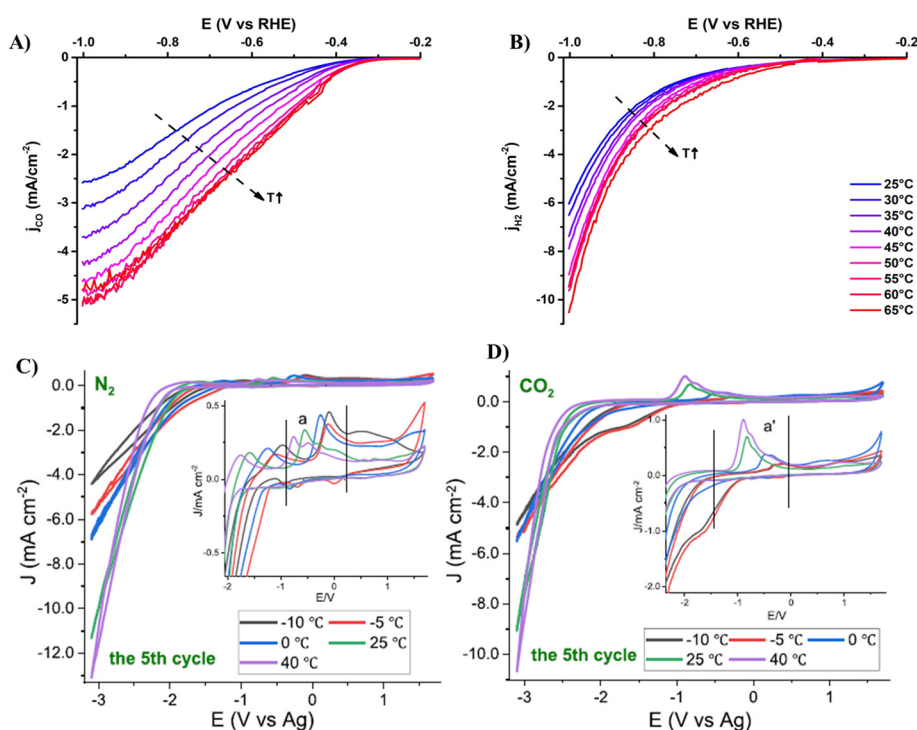 A)
E (V vs RHE)
-1.0 -0.8 -0.6 -0.4 -0.2
0
-1
-2
-3
-4
-5
j_CO (mA/cm⁻²)
T↑
B)
E (V vs RHE)
-1.0 -0.8 -0.6 -0.4 -0.2
0
-2
-4
-6
-8
-10
j_H2 (mA/cm⁻²)
T↑
25°C
30°C
35°C
40°C
45°C
50°C
55°C
60°C
65°C
C)
N₂
0.0
-2.0
-4.0
-6.0
-8.0
-10.0
-12.0
J (mA cm⁻²)
a
0.5
0.0
-0.5
J/mA cm⁻²
-2 -1 0 1
E/V
-10 ℃ -5 ℃
0 ℃ 25 ℃
40 ℃
the 5th cycle
-3 -2 -1 0 1
E (V vs Ag)
D)
CO₂
2.0
0.0
-2.0
-4.0
-6.0
-8.0
-10.0
J (mA cm⁻²)
a'
1.0
0.0
-1.0
-2.0
J/mA cm⁻²
-2 -1 0 1
E/V
-10 ℃ -5 ℃ 0 ℃
25 ℃ 40 ℃
the 5th cycle
-3 -2 -1 0 1
E (V vs Ag)